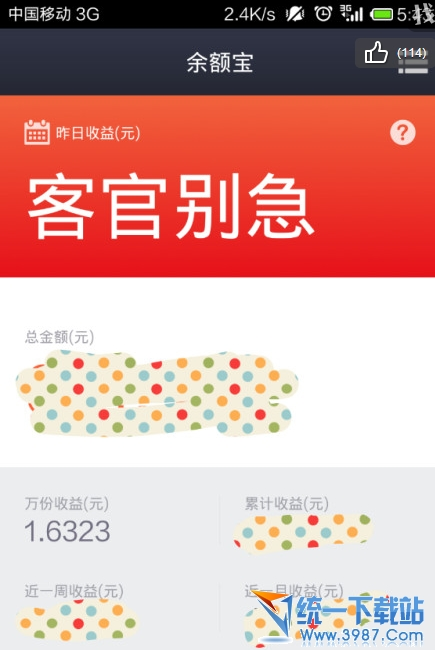 中国移动 3G 2.4K/s 3G 5:
找
余额宝 (114)
昨日收益(元) ?
客官别急
总金额(元)
万份收益(元) 累计收益(元)
1.6323
近一周收益(元) 近一月收益(元)
统一下载站
www.3987.com